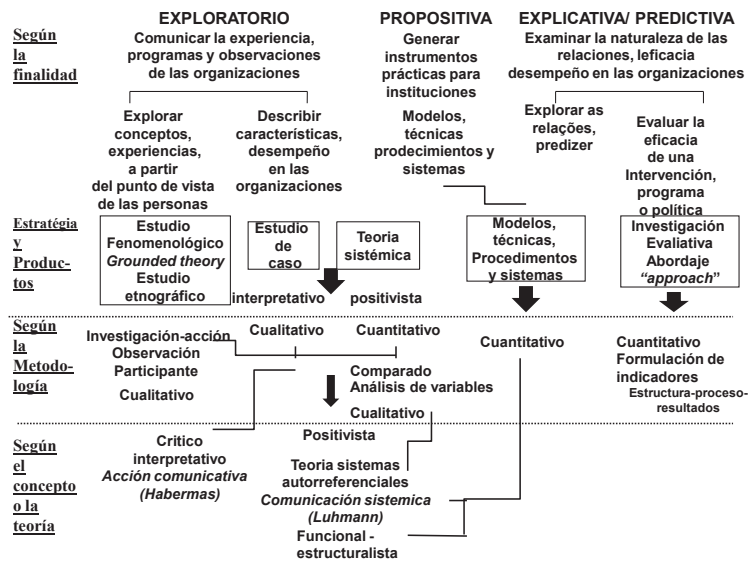 EXPLORATORIO
Comunicar la experiencia,
programas y observaciones
de las organizaciones
PROPOSITIVA
Generar
instrumentos
prácticas para
instituciones
EXPLICATIVA/ PREDICTIVA
Examinar la naturaleza de las
relaciones, leficacia
desempeño en las organizaciones
Según
la
finalidad
Explorar
conceptos,
experiencias,
a partir
del punto de vista
de las personas
Describir
características,
desempeño
en las
organizaciones
Modelos,
técnicas
prodecimientos y
sistemas
Explorar as
relações,
predizer
Evaluar la
eficacia
de una
Intervención,
programa
o política
Estratégia
y
Produc-
tos
Estudio
Fenomenológico
Grounded theory
Estudio
etnográfico
Estudio
de
caso
Teoria
sistémica
Modelos,
técnicas,
Procedimentos
y sistemas
Investigación
Evaliativa
Abordaje
“approach”
interpretativo
positivista
Según
la
Metodo-
logía
Investigación-acción
Observación
Participante
Cualitativo
Cualitativo
Cuantitativo
Comparado
Análisis de variables
Cualitativo
Cuantitativo
Cuantitativo
Formulación de
indicadores
Estructura-proceso-
resultados
Según
el
concepto
o la
teoría
Critico
interpretativo
Acción comunicativa
(Habermas)
Positivista
Teoria sistemas
autorreferenciales
Comunicación sistemica
(Luhmann)
Funcional -
estructuralista